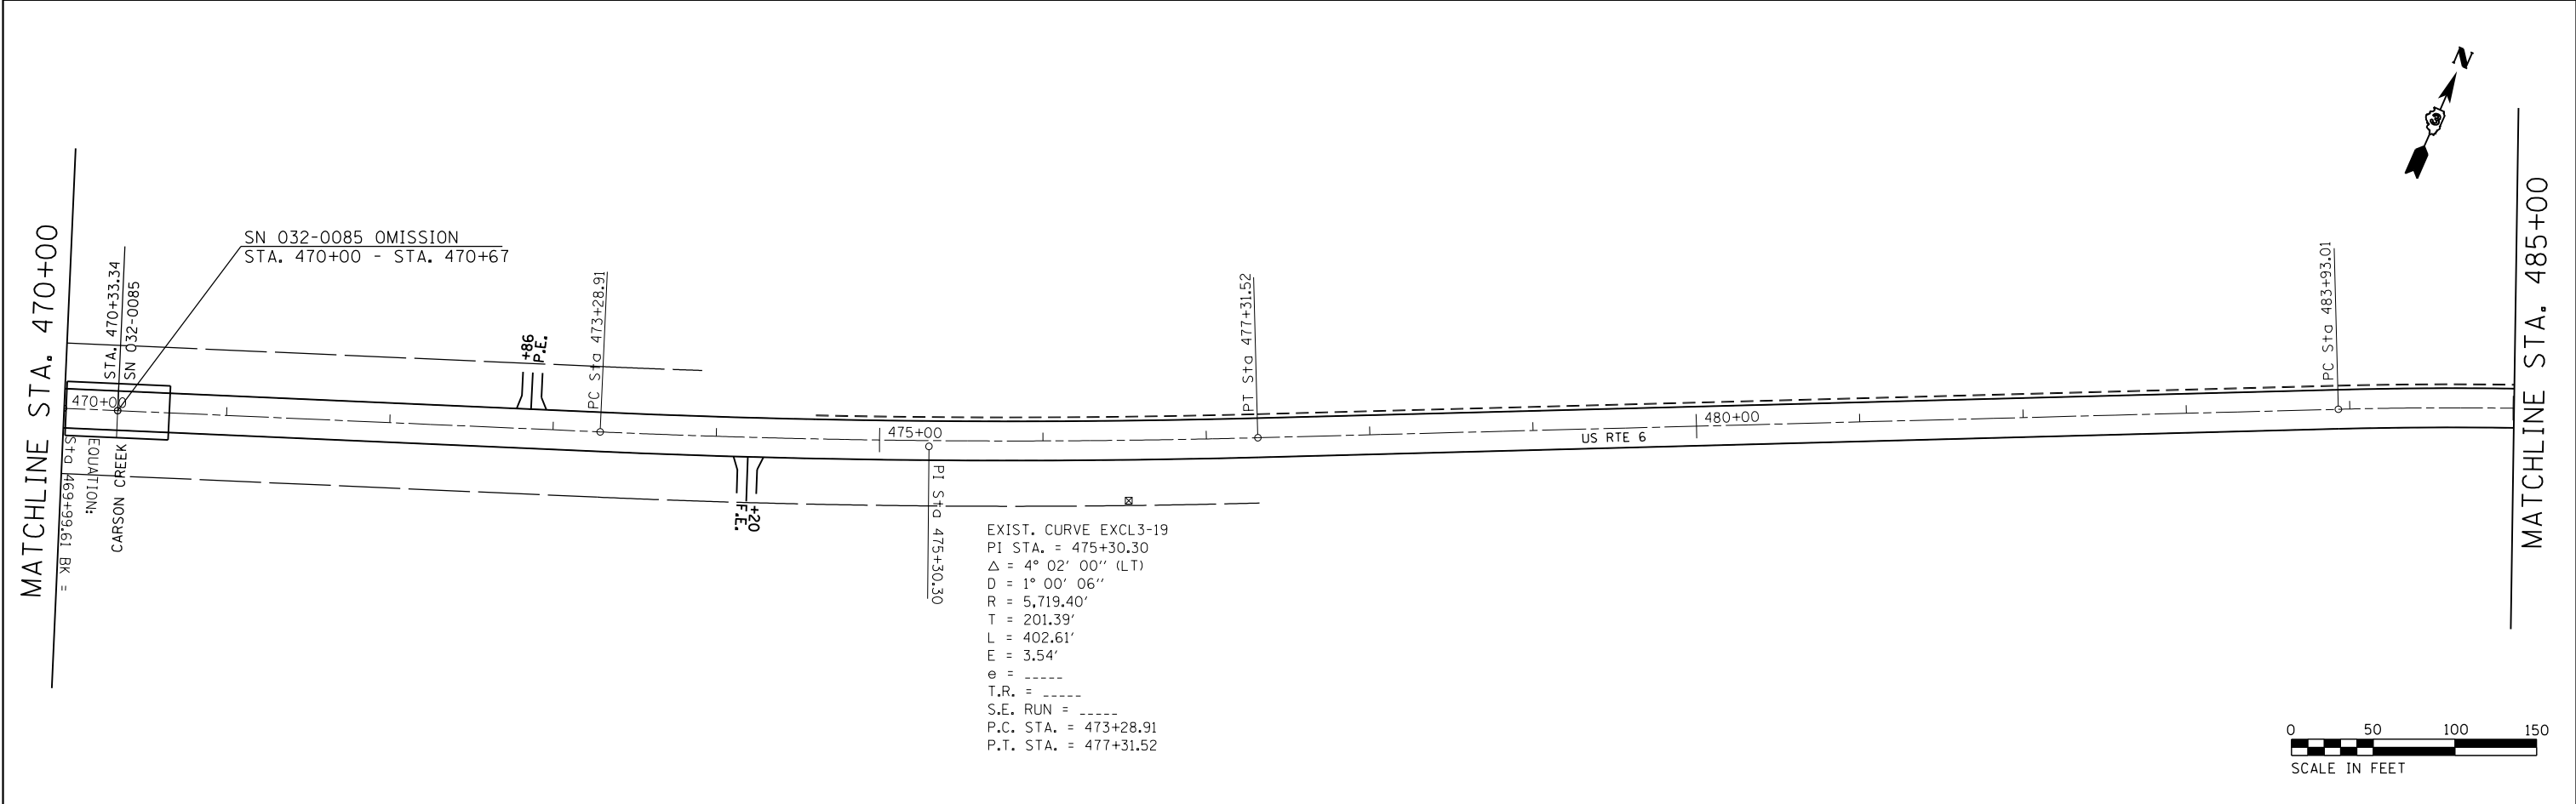 MATCHLINE STA. 470+00
SN 032-0085 OMISSION
STA. 470+00 - STA. 470+67
STA. 470+33.34
SN 032-0085
470+00
EQUATION:
Sta 469+99.61 BK =
CARSON CREEK
+86
P.E.
PC Sta 473+28.91
+20
F.E.
475+00
PI Sta 475+30.30
EXIST. CURVE EXCL3-19
PI STA. = 475+30.30
△ = 4° 02' 00'' (LT)
D = 1° 00' 06''
R = 5,719.40'
T = 201.39'
L = 402.61'
E = 3.54'
e = _____
T.R. = _____
S.E. RUN = _____
P.C. STA. = 473+28.91
P.T. STA. = 477+31.52
PT Sta 477+31.52
US RTE 6
480+00
PC Sta 483+93.01
N
3
MATCHLINE STA. 485+00
0 50 100 150
SCALE IN FEET